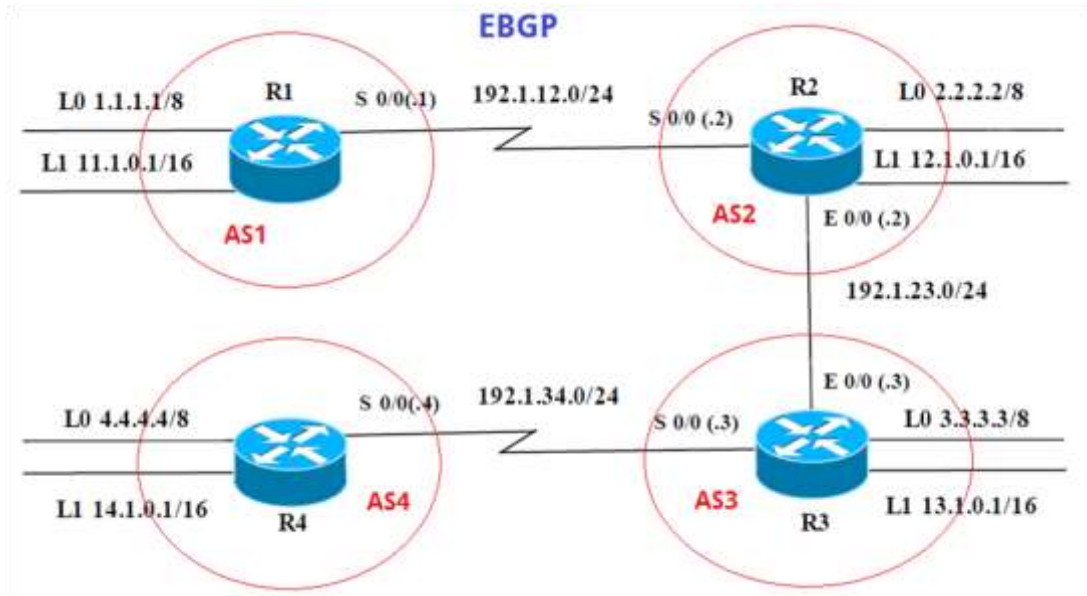 EBGP
L0 1.1.1.1/8
R1
S 0/0(.1)
192.1.12.0/24
R2
L0 2.2.2.2/8
S 0/0 (.2)
L1 11.1.0.1/16
L1 12.1.0.1/16
AS1
AS2
E 0/0 (.2)
192.1.23.0/24
E 0/0 (.3)
L0 4.4.4.4/8
S 0/0(.4)
192.1.34.0/24
S 0/0 (.3)
L0 3.3.3.3/8
L1 14.1.0.1/16
R4
AS4
AS3
R3
L1 13.1.0.1/16